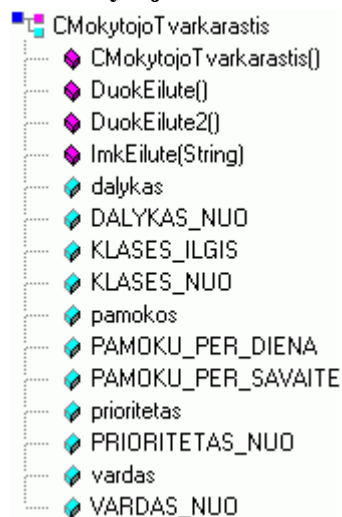 CMokytojoTvarkarastis
CMokytojoTvarkarastis()
DuokEilute()
DuokEilute2()
ImkEilute(String)
dalykas
DALYKAS_NUO
KLASES_ILGIS
KLASES_NUO
pamokos
PAMOKU_PER_DIENA
PAMOKU_PER_SAVAITE
prioritetas
PRIORITETAS_NUO
vardas
VARDAS_NUO